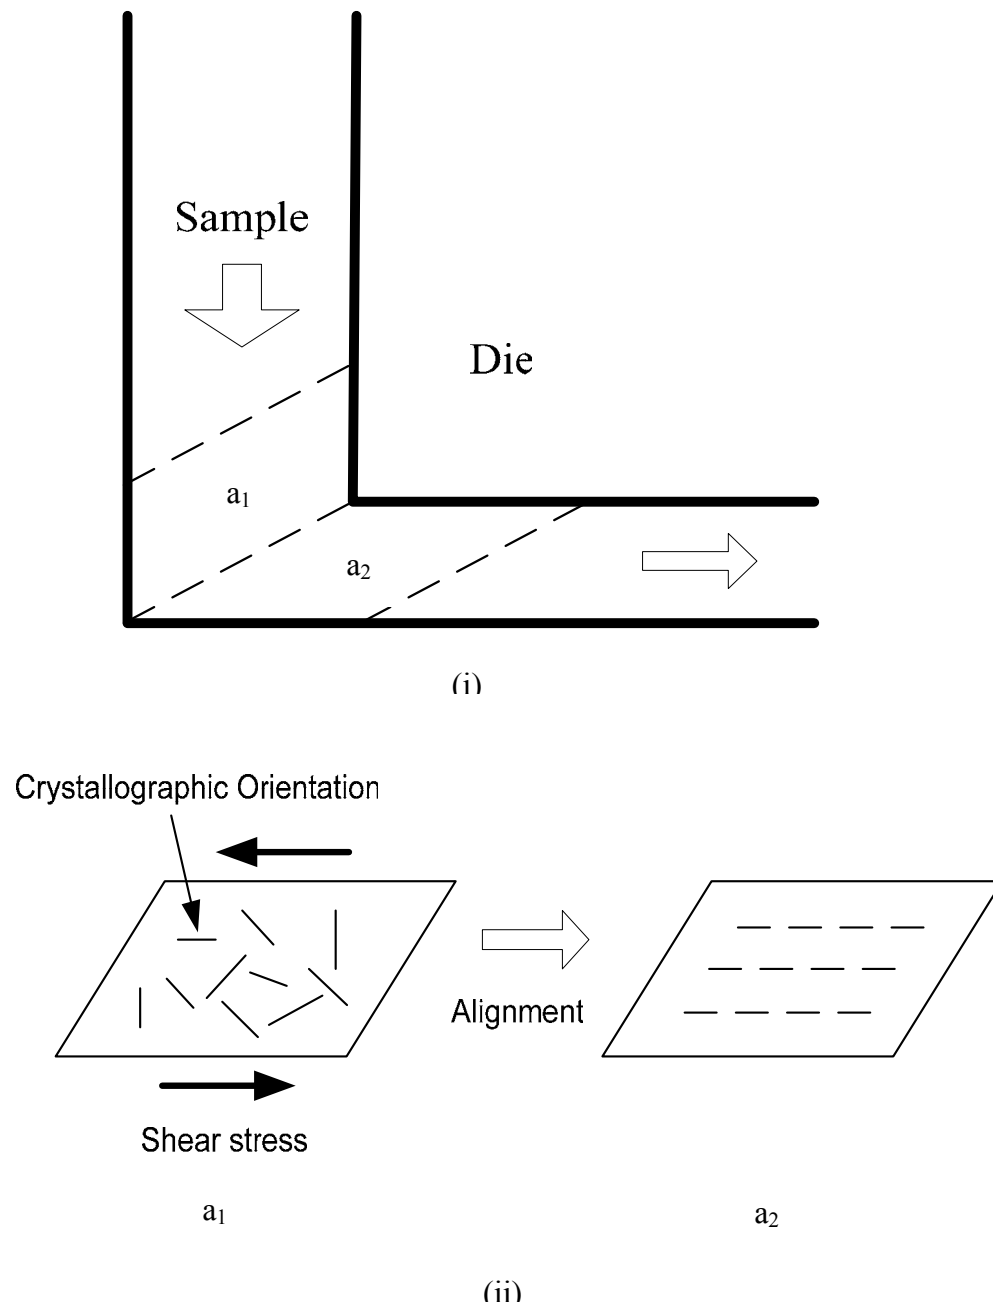 Sample
Die
a₁
a₂
(i)
Crystallographic Orientation
Alignment
Shear stress
a₁
a₂
(ii)